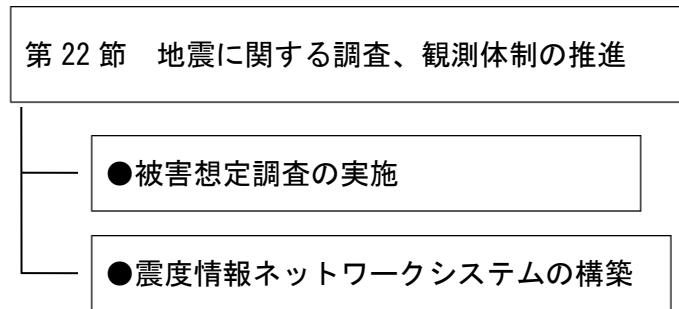 第22節　地震に関する調査、観測体制の推進
●被害想定調査の実施
●震度情報ネットワークシステムの構築